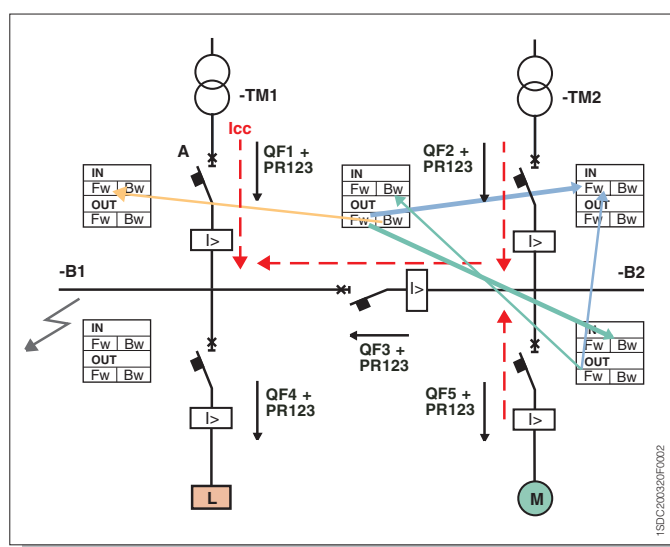 -TM1
-TM2
Icc
A
QF1 +
PR123
QF2 +
PR123
IN
Fw Bw
OUT
Fw Bw
IN
Fw Bw
OUT
Fw Bw
IN
Fw Bw
OUT
Fw Bw
I>
I>
-B1
-B2
I>
IN
Fw Bw
OUT
Fw Bw
IN
Fw Bw
OUT
Fw Bw
QF3 +
PR123
QF4 +
PR123
QF5 +
PR123
I>
I>
L
M
1SDC200320F0002